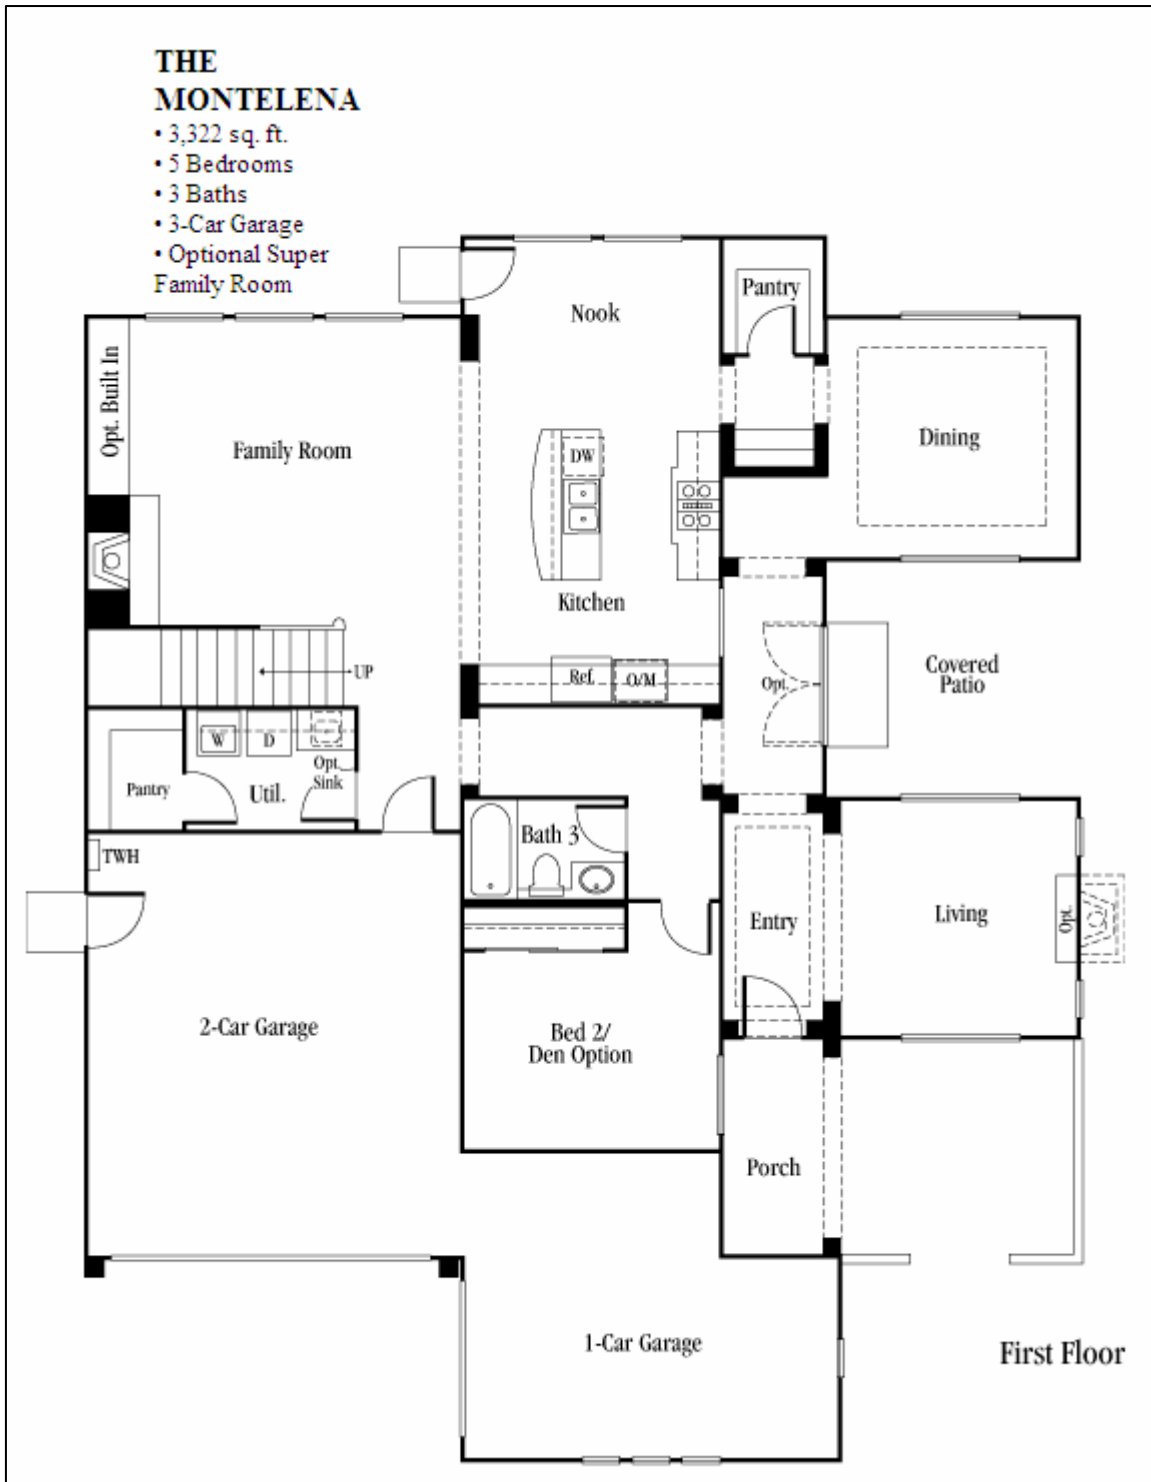 THE
MONTELENA
• 3,322 sq. ft.
• 5 Bedrooms
• 3 Baths
• 3-Car Garage
• Optional Super
Family Room
Nook
Pantry
Opt. Built In
Family Room
DW
Dining
Kitchen
UP
Ref.
O/M
Opt.
Covered
Patio
W
D
Opt.
Sink
Pantry
Util.
TWH
Bath 3
Entry
Living
Opt.
2-Car Garage
Bed 2/
Den Option
Porch
1-Car Garage
First Floor